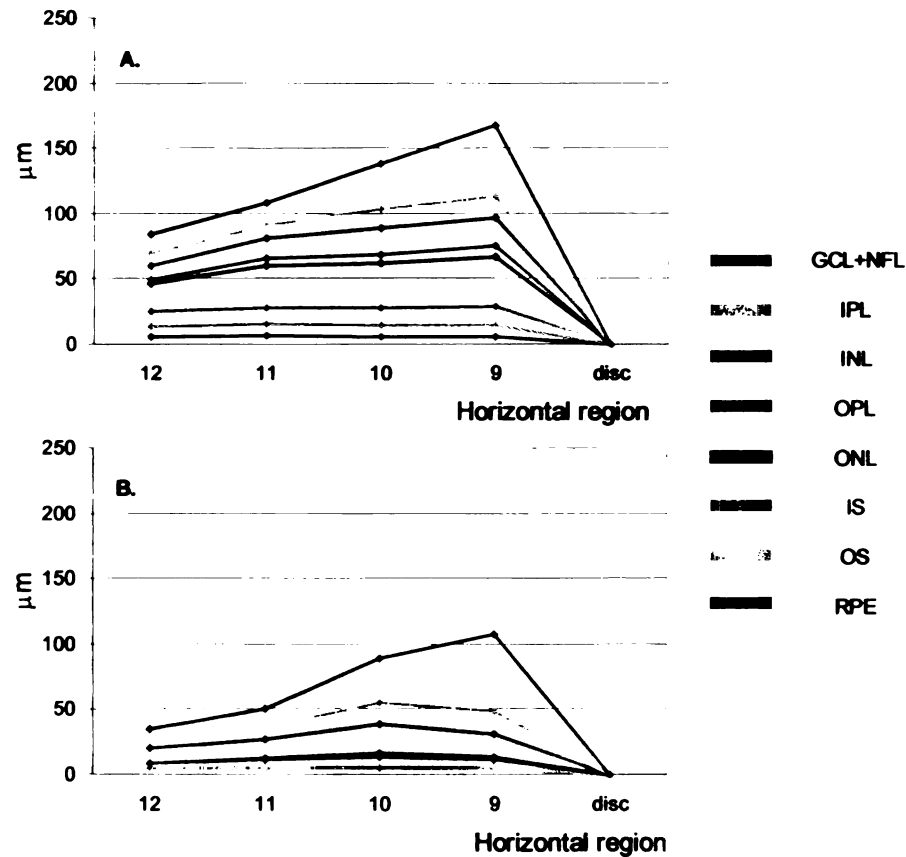 250
A.
200
150
µm
100
50
0
12 11 10 9 disc
Horizontal region
250
B.
200
150
µm
100
50
0
12 11 10 9 disc
Horizontal region
GCL+NFL
IPL
INL
OPL
ONL
IS
OS
RPE